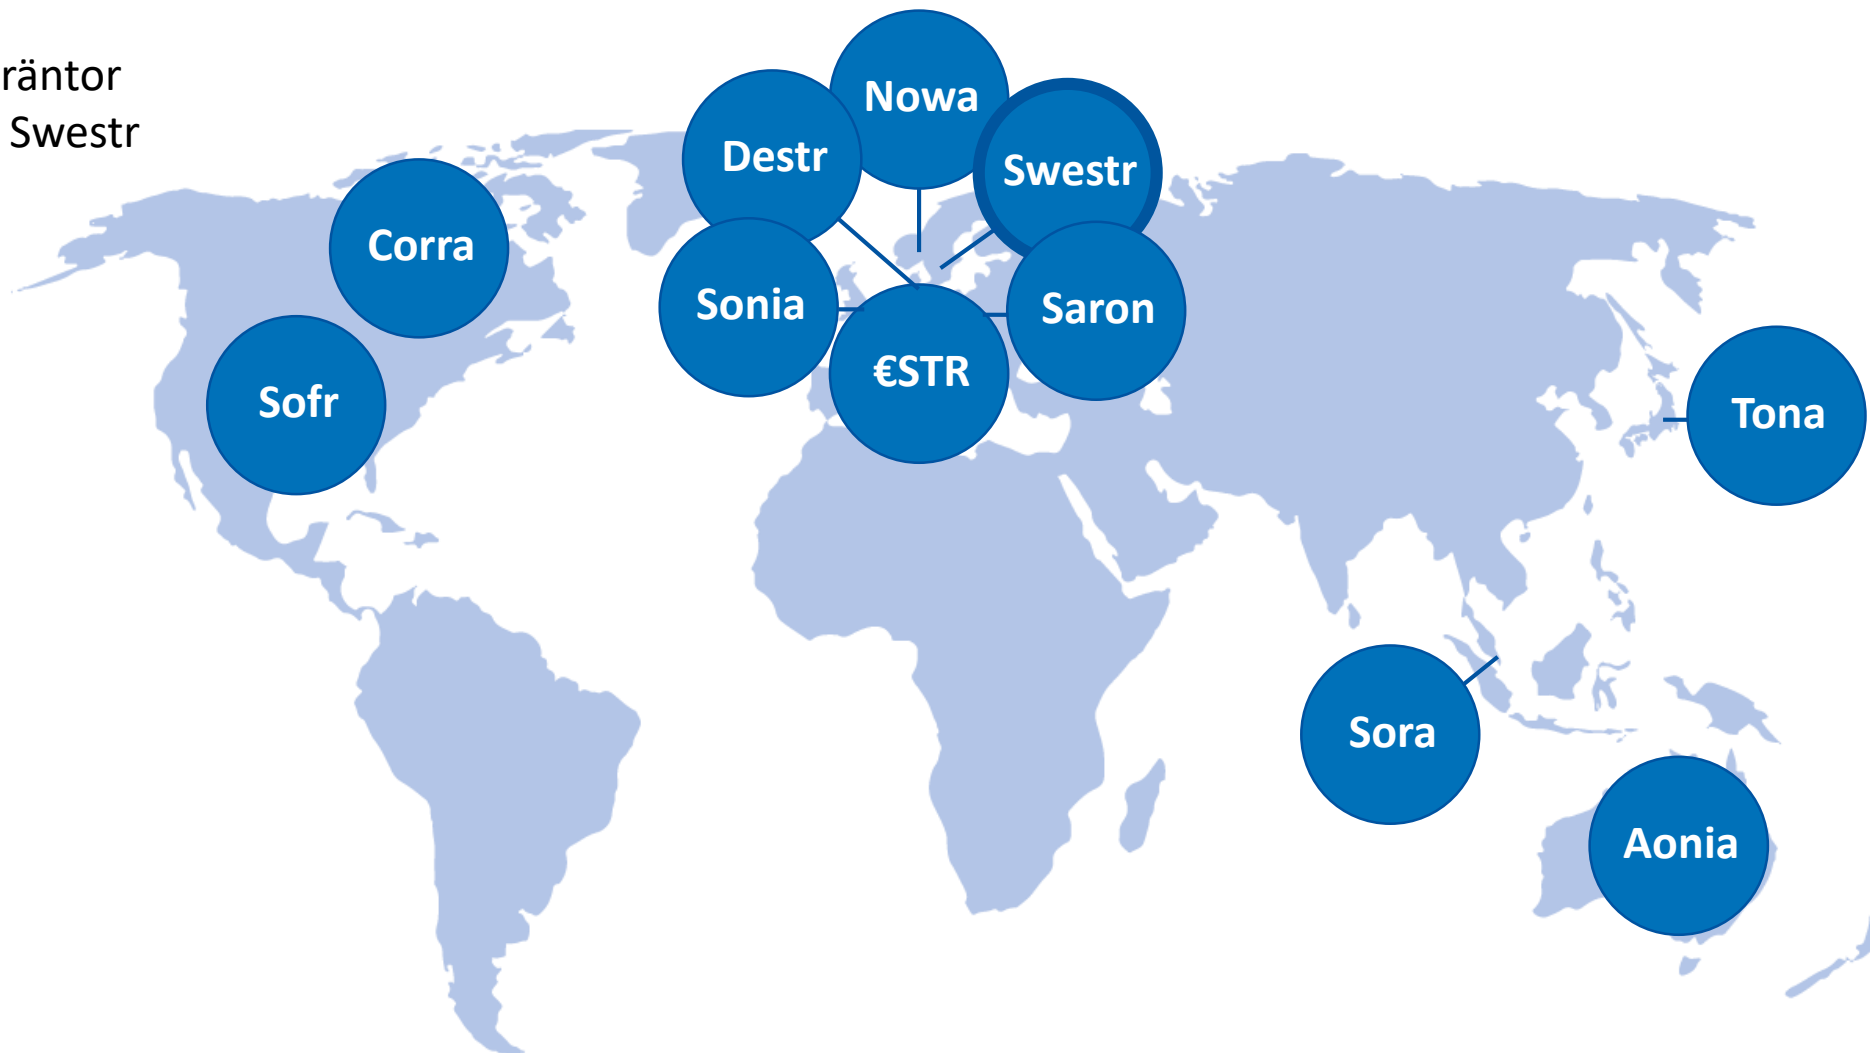 räntor
Swestr
Nowa
Destr
Swestr
Corra
Sonia
Saron
€STR
Sofr
Tona
Sora
Aonia